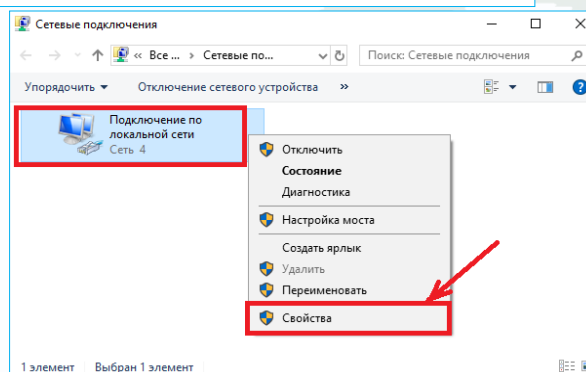 Сетевые подключения
« Все ... › Сетевые по...
Поиск: Сетевые подключения
Упорядочить
Отключение сетевого устройства
»
Подключение по
локальной сети
Сеть 4
Отключить
Состояние
Диагностика
Настройка моста
Создать ярлык
Удалить
Переименовать
Свойства
1 элемент
Выбран 1 элемент